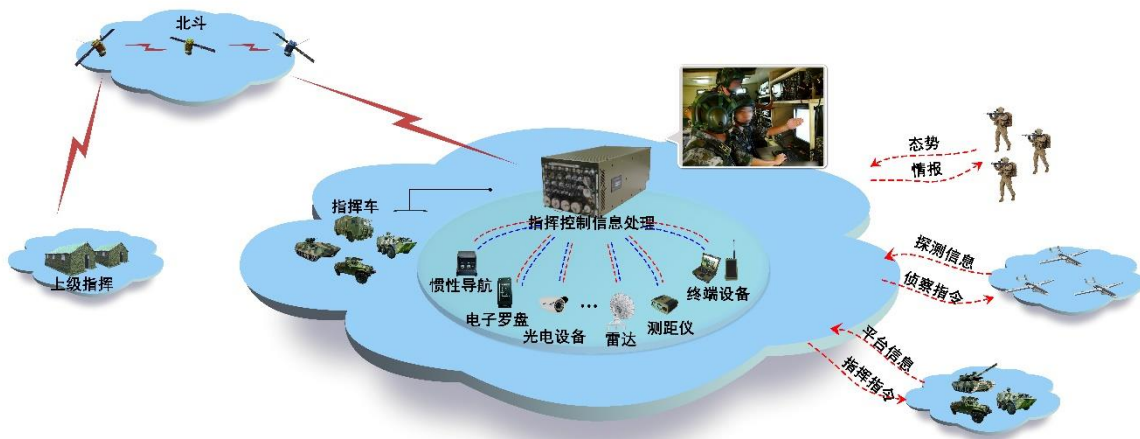 北斗
上级指挥
指挥车
指挥控制信息处理
惯性导航
电子罗盘
光电设备
...
雷达
测距仪
终端设备
态势
情报
探测信息
侦察指令
平台信息
指挥指令